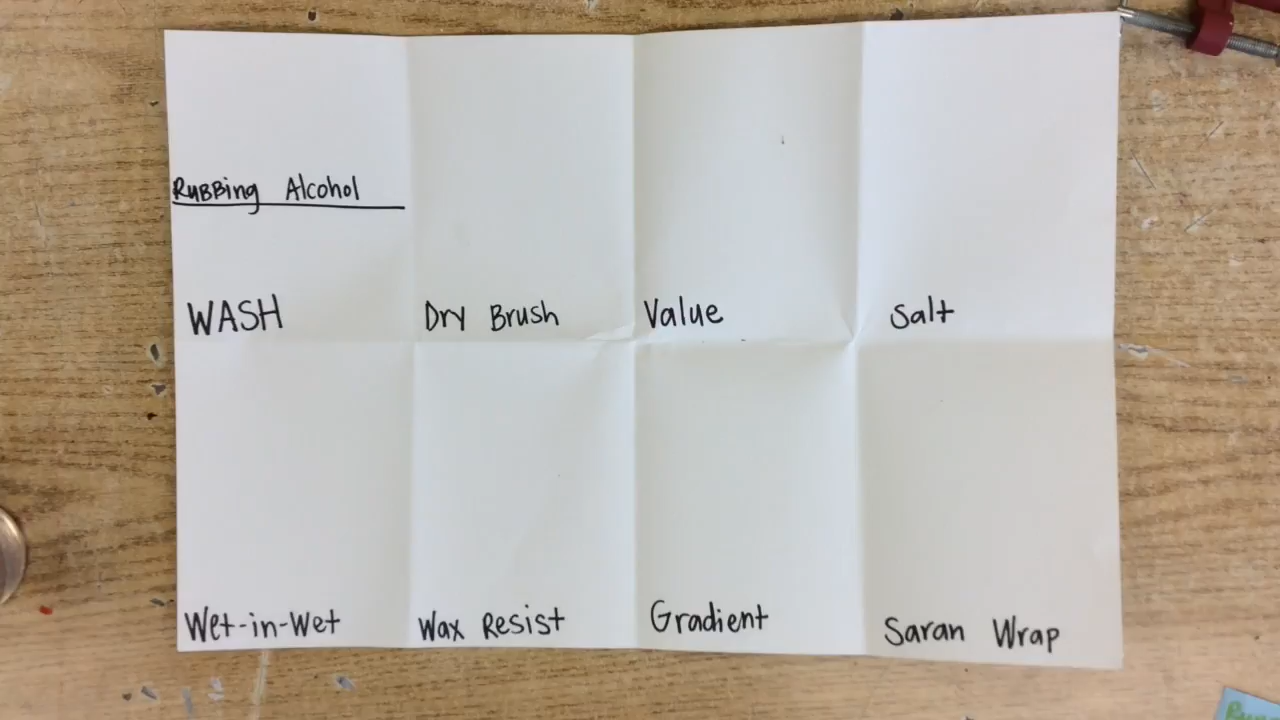 Rubbing Alcohol
WASH
Dry Brush
Value
Salt
Wet-in-Wet
Wax Resist
Gradient
Saran Wrap